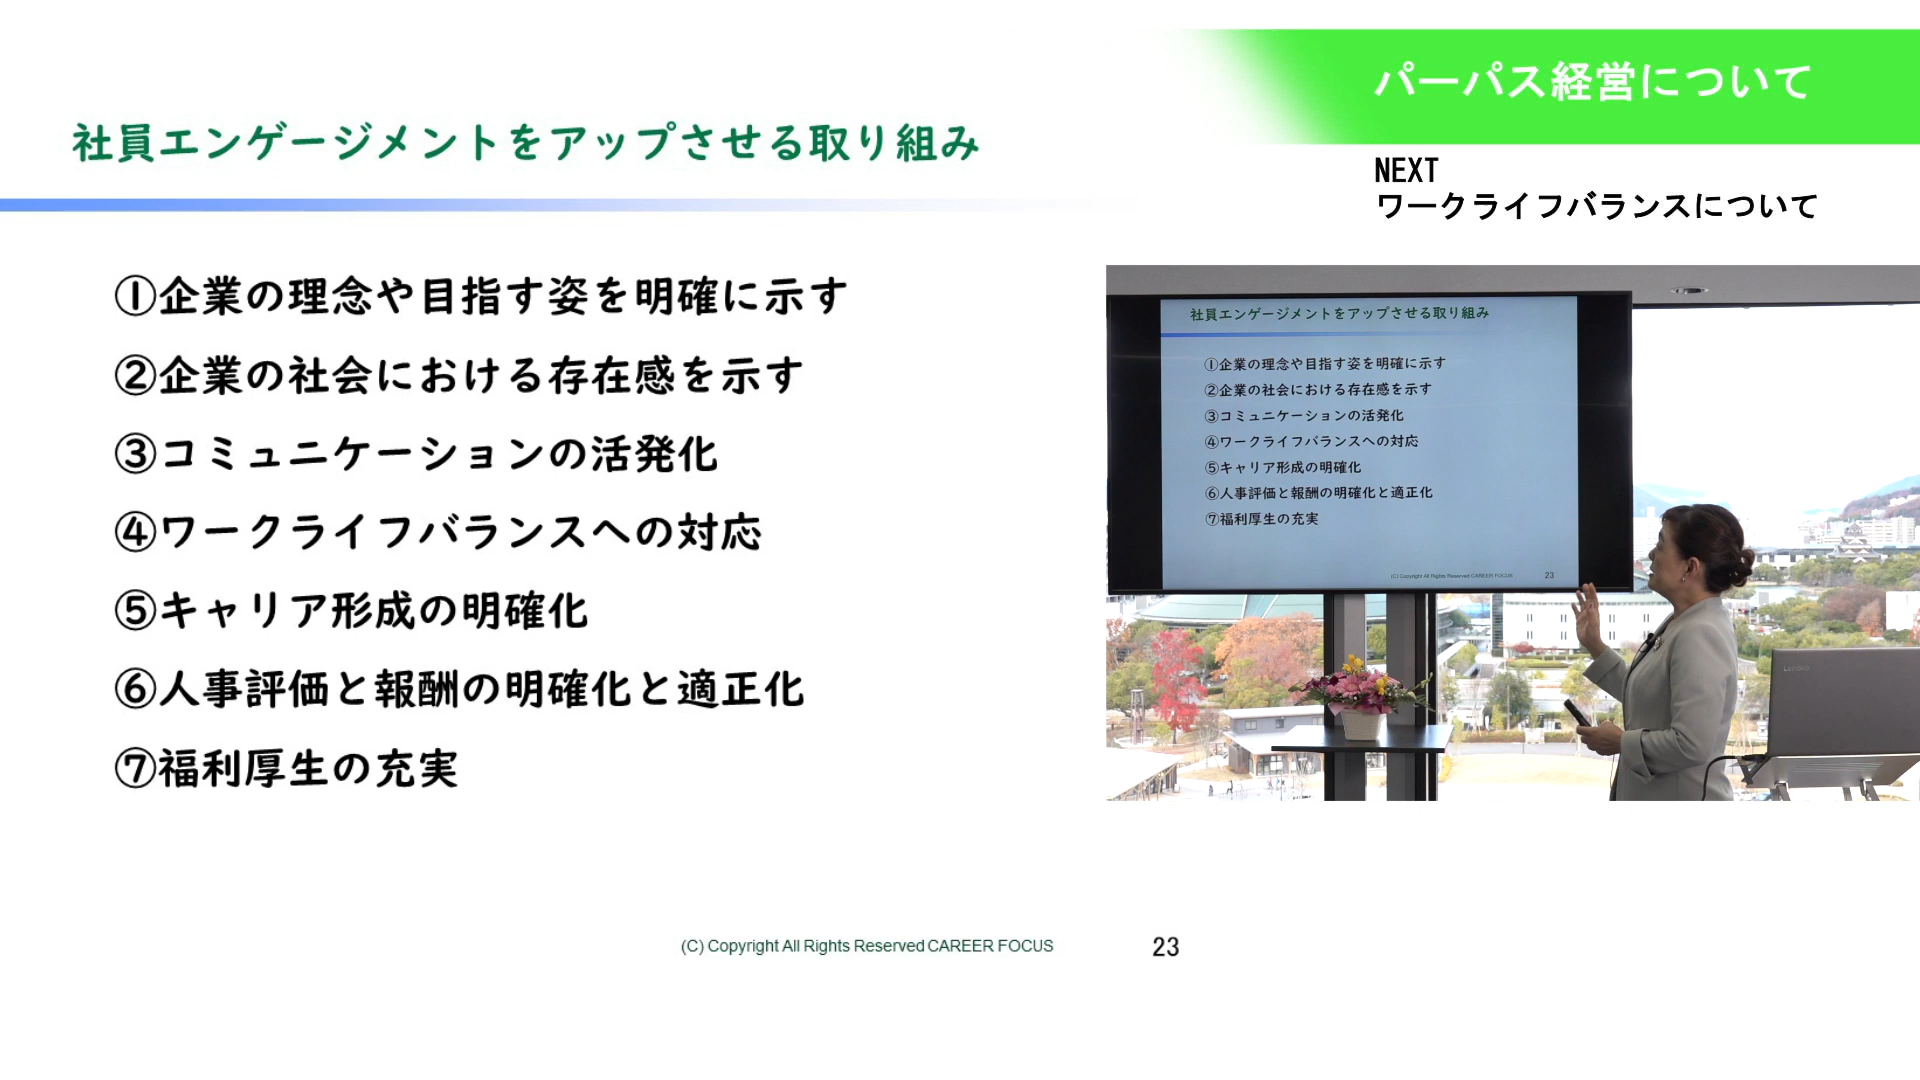 パーパス経営について
NEXT
ワークライフバランスについて
社員エンゲージメントをアップさせる取り組み
①企業の理念や目指す姿を明確に示す
②企業の社会における存在感を示す
③コミュニケーションの活発化
④ワークライフバランスへの対応
⑤キャリア形成の明確化
⑥人事評価と報酬の明確化と適正化
⑦福利厚生の充実
(C) Copyright All Rights Reserved CAREER FOCUS
23
社員エンゲージメントをアップさせる取り組み
①企業の理念や目指す姿を明確に示す
②企業の社会における存在感を示す
③コミュニケーションの活発化
④ワークライフバランスへの対応
⑤キャリア形成の明確化
⑥人事評価と報酬の明確化と適正化
⑦福利厚生の充実
(C) Copyright All Rights Reserved CAREER FOCUS
23
Lenovo